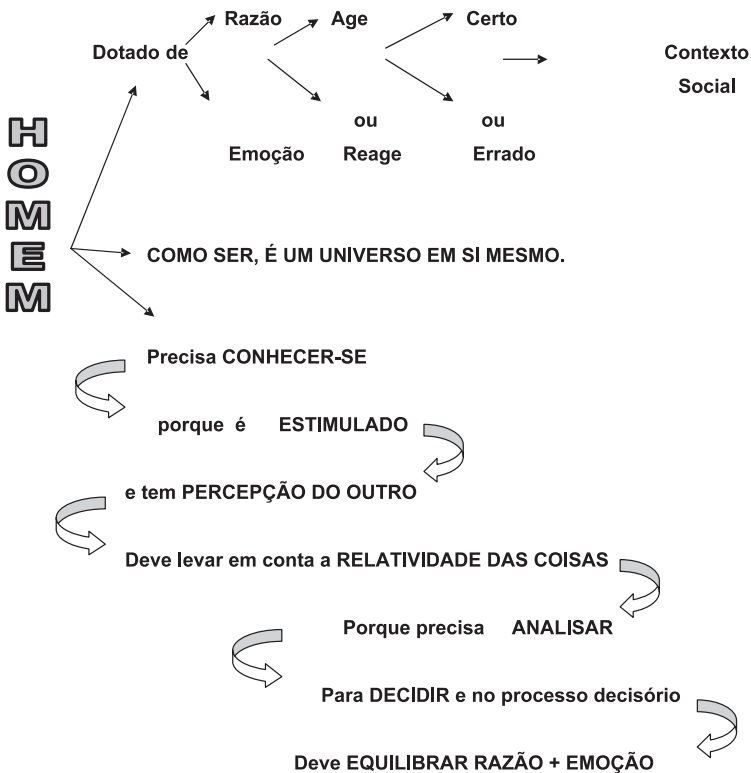 Razão Age Certo
Dotado de Contexto
Social
ou ou
Emoção Reage Errado
HOMEM
COMO SER, É UM UNIVERSO EM SI MESMO.
Precisa CONHECER-SE
porque é ESTIMULADO
e tem PERCEPÇÃO DO OUTRO
Deve levar em conta a RELATIVIDADE DAS COISAS
Porque precisa ANALISAR
Para DECIDIR e no processo decisório
Deve EQUILIBRAR RAZÃO + EMOÇÃO